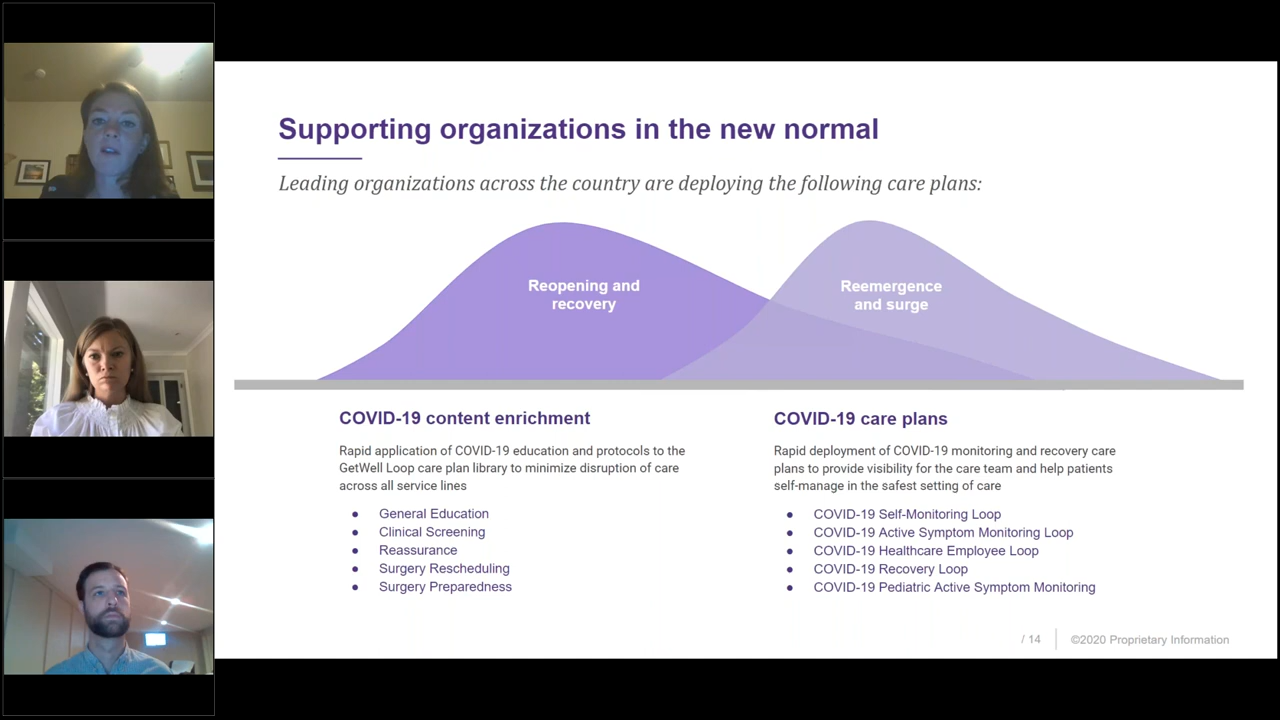 Supporting organizations in the new normal
Leading organizations across the country are deploying the following care plans:
Reopening and
recovery
Reemergence
and surge
COVID-19 content enrichment
Rapid application of COVID-19 education and protocols to the
GetWell Loop care plan library to minimize disruption of care
across all service lines
● General Education
● Clinical Screening
● Reassurance
● Surgery Rescheduling
● Surgery Preparedness
COVID-19 care plans
Rapid deployment of COVID-19 monitoring and recovery care
plans to provide visibility for the care team and help patients
self-manage in the safest setting of care
● COVID-19 Self-Monitoring Loop
● COVID-19 Active Symptom Monitoring Loop
● COVID-19 Healthcare Employee Loop
● COVID-19 Recovery Loop
● COVID-19 Pediatric Active Symptom Monitoring
/ 14 ©2020 Proprietary Information